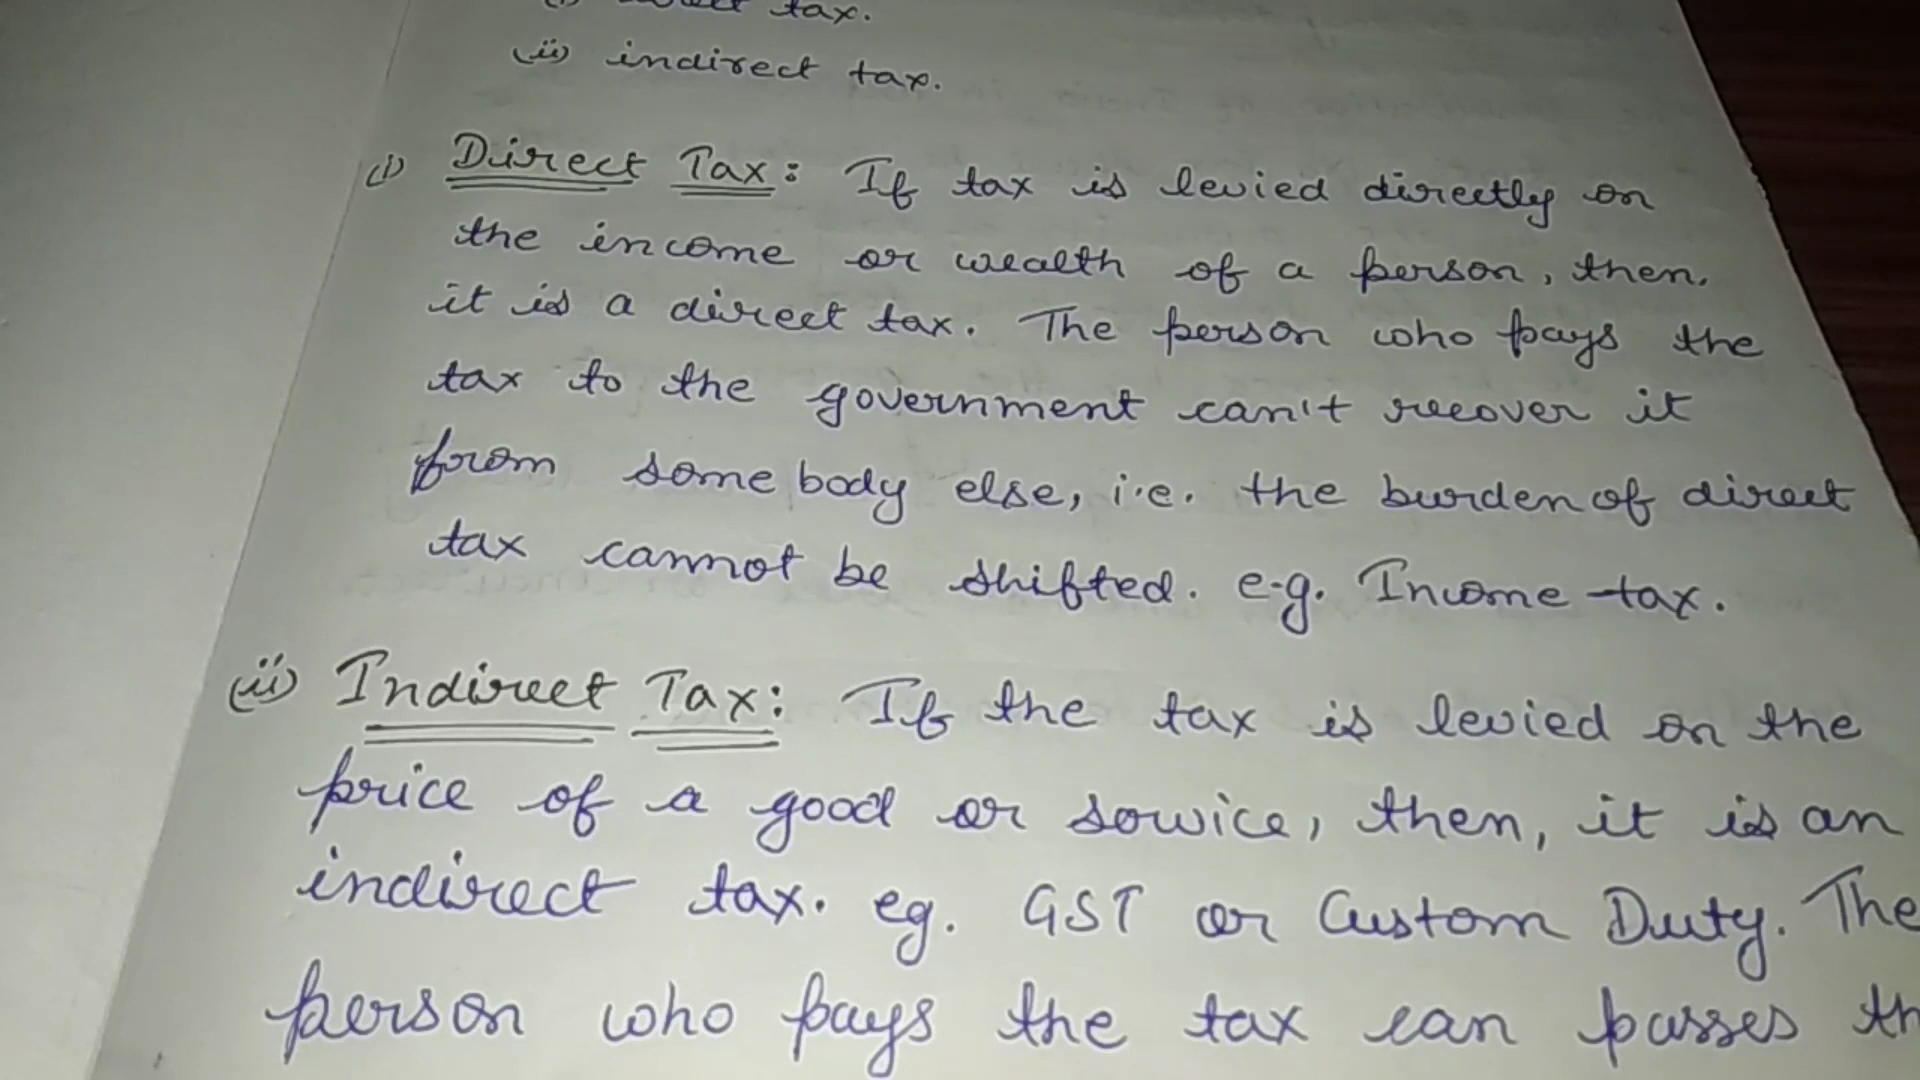 tax.
(ii) indirect tax.
(i) Direct Tax: If tax is levied directly on
the income or wealth of a person, then,
it is a direct tax. The person who pays the
tax to the government can't recover it
from somebody else, i.e. the burden of direct
tax cannot be shifted. e.g. Income tax.
(ii) Indirect Tax: If the tax is levied on the
price of a good or service, then, it is an
indirect tax. eg. GST or Custom Duty. The
person who pays the tax can passes